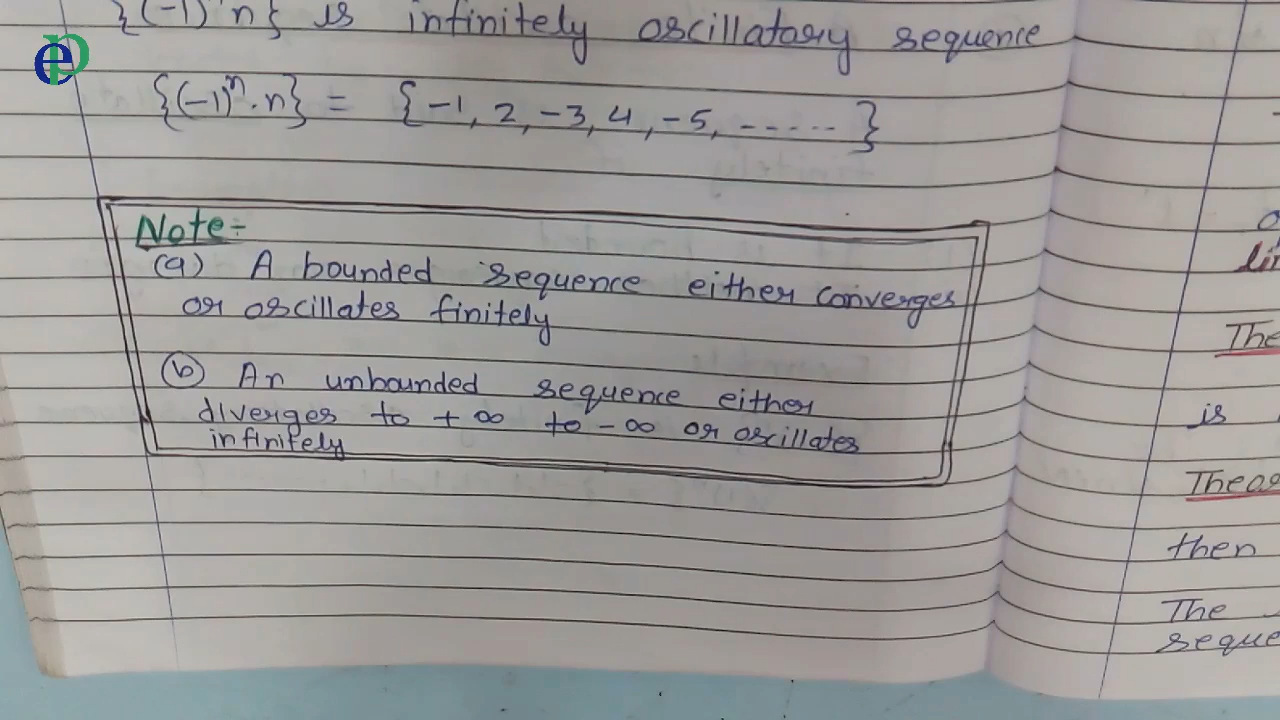 {(-1)ⁿ n} is infinitely oscillatory sequence
{(-1)ⁿ. n} = {-1, 2, -3, 4, -5, ----- }
Note:-
(a) A bounded sequence either converges
or oscillates finitely
(b) An unbounded sequence either
diverges to +∞ to -∞ or oscillates
infinitely
The
is
then
The
seque
ep